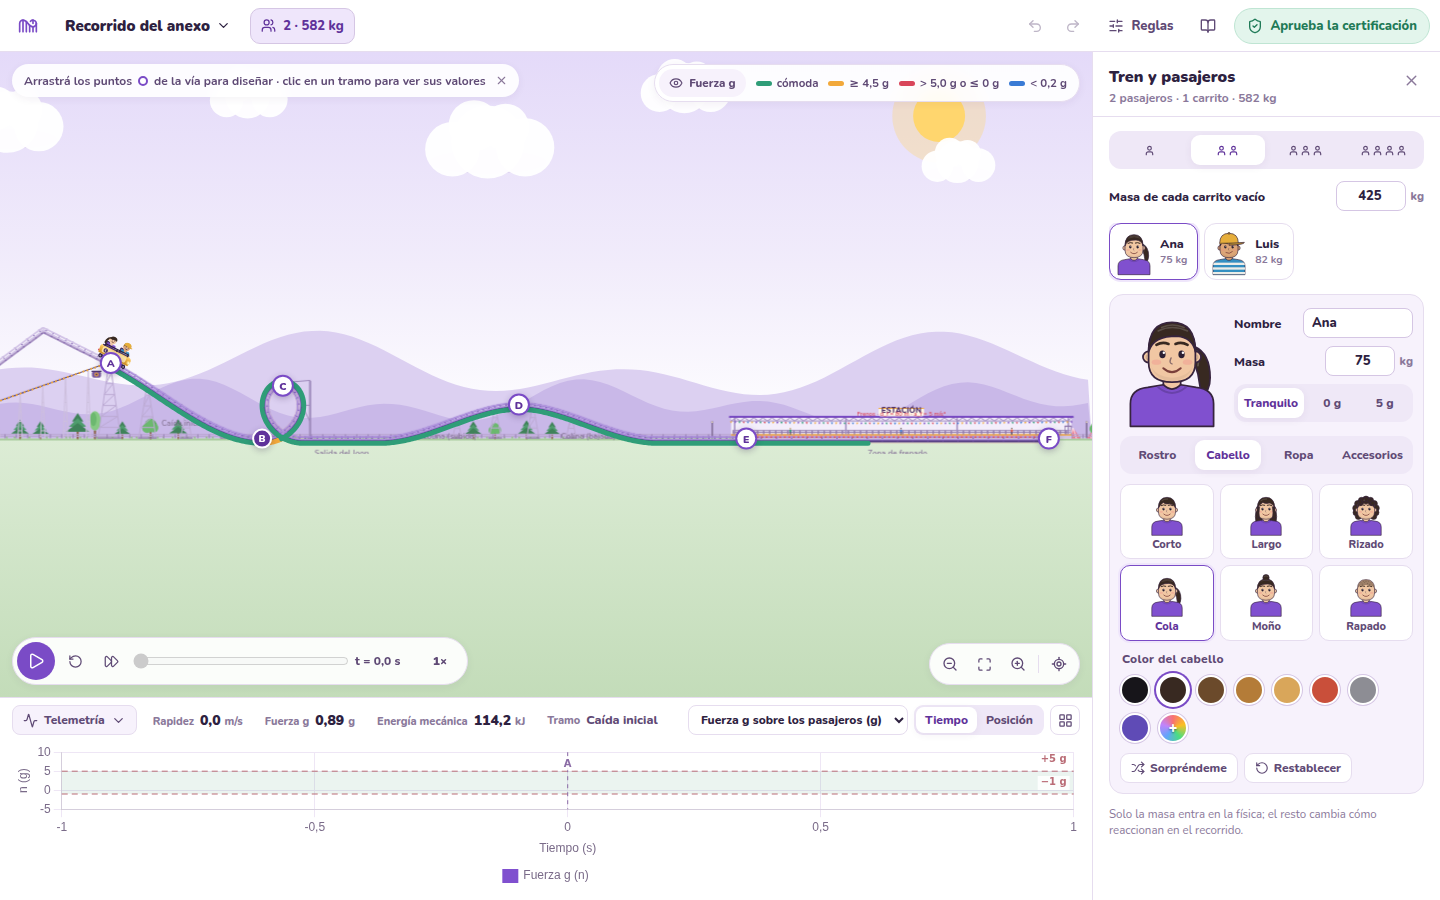 Recorrido del anexo
2 · 582 kg
Reglas
Aprueba la certificación
Arrastrá los puntos de la vía para diseñar · clic en un tramo para ver sus valores
Fuerza g
cómoda
≥ 4,5 g
> 5,0 g o ≤ 0 g
< 0,2 g
A
B
C
D
E
F
ESTACIÓN
Salida del loop
Zona de frenado
t = 0,0 s
1×
Telemetría
Rapidez 0,0 m/s
Fuerza g 0,89 g
Energía mecánica 114,2 kJ
Tramo Caída inicial
Fuerza g sobre los pasajeros (g)
Tiempo
Posición
n (g)
10
5
0
-5
A
+5 g
−1 g
-1
-0,5
0
0,5
1
Tiempo (s)
Fuerza g (n)
Tren y pasajeros
2 pasajeros · 1 carrito · 582 kg
Masa de cada carrito vacío
425 kg
Ana
75 kg
Luis
82 kg
Nombre
Ana
Masa
75 kg
Tranquilo
0 g
5 g
Rostro
Cabello
Ropa
Accesorios
Corto
Largo
Rizado
Cola
Moño
Rapado
Color del cabello
+
Sorpréndeme
Restablecer
Solo la masa entra en la física; el resto cambia cómo
reaccionan en el recorrido.